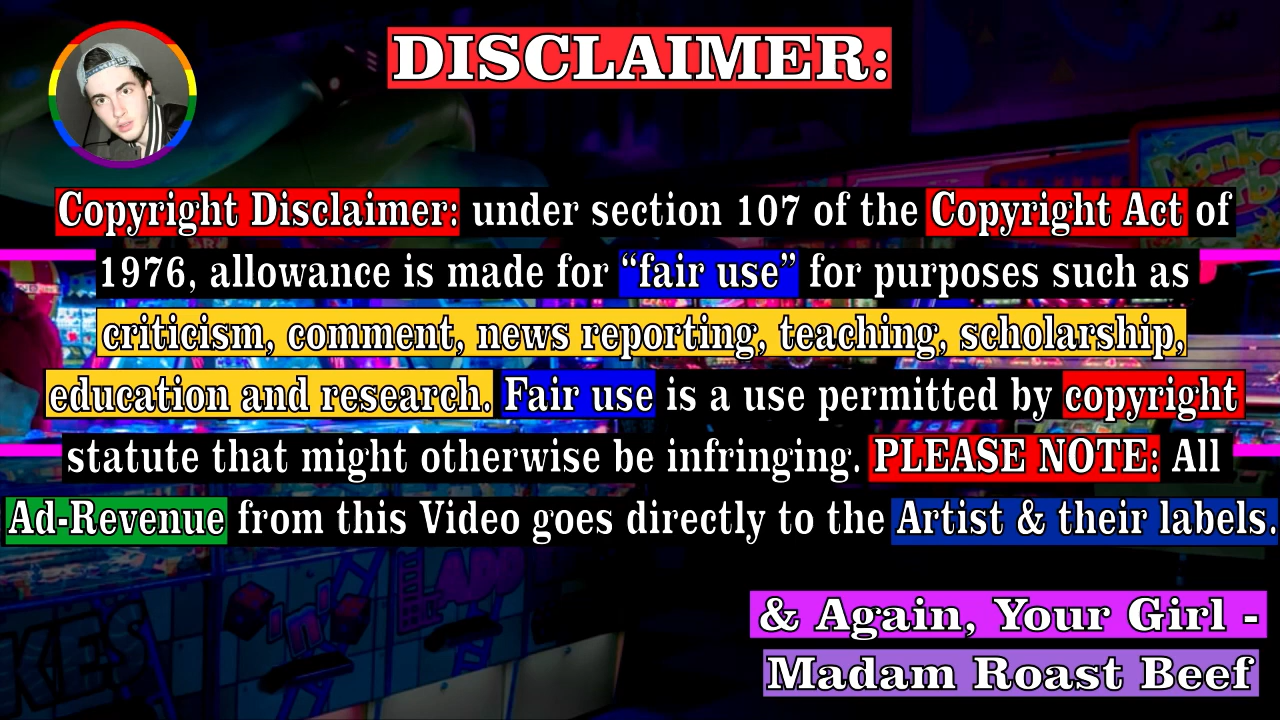 DISCLAIMER:
Copyright Disclaimer: under section 107 of the Copyright Act of
1976, allowance is made for “fair use” for purposes such as
criticism, comment, news reporting, teaching, scholarship,
education and research. Fair use is a use permitted by copyright
statute that might otherwise be infringing. PLEASE NOTE: All
Ad-Revenue from this Video goes directly to the Artist & their labels.
& Again, Your Girl -
Madam Roast Beef